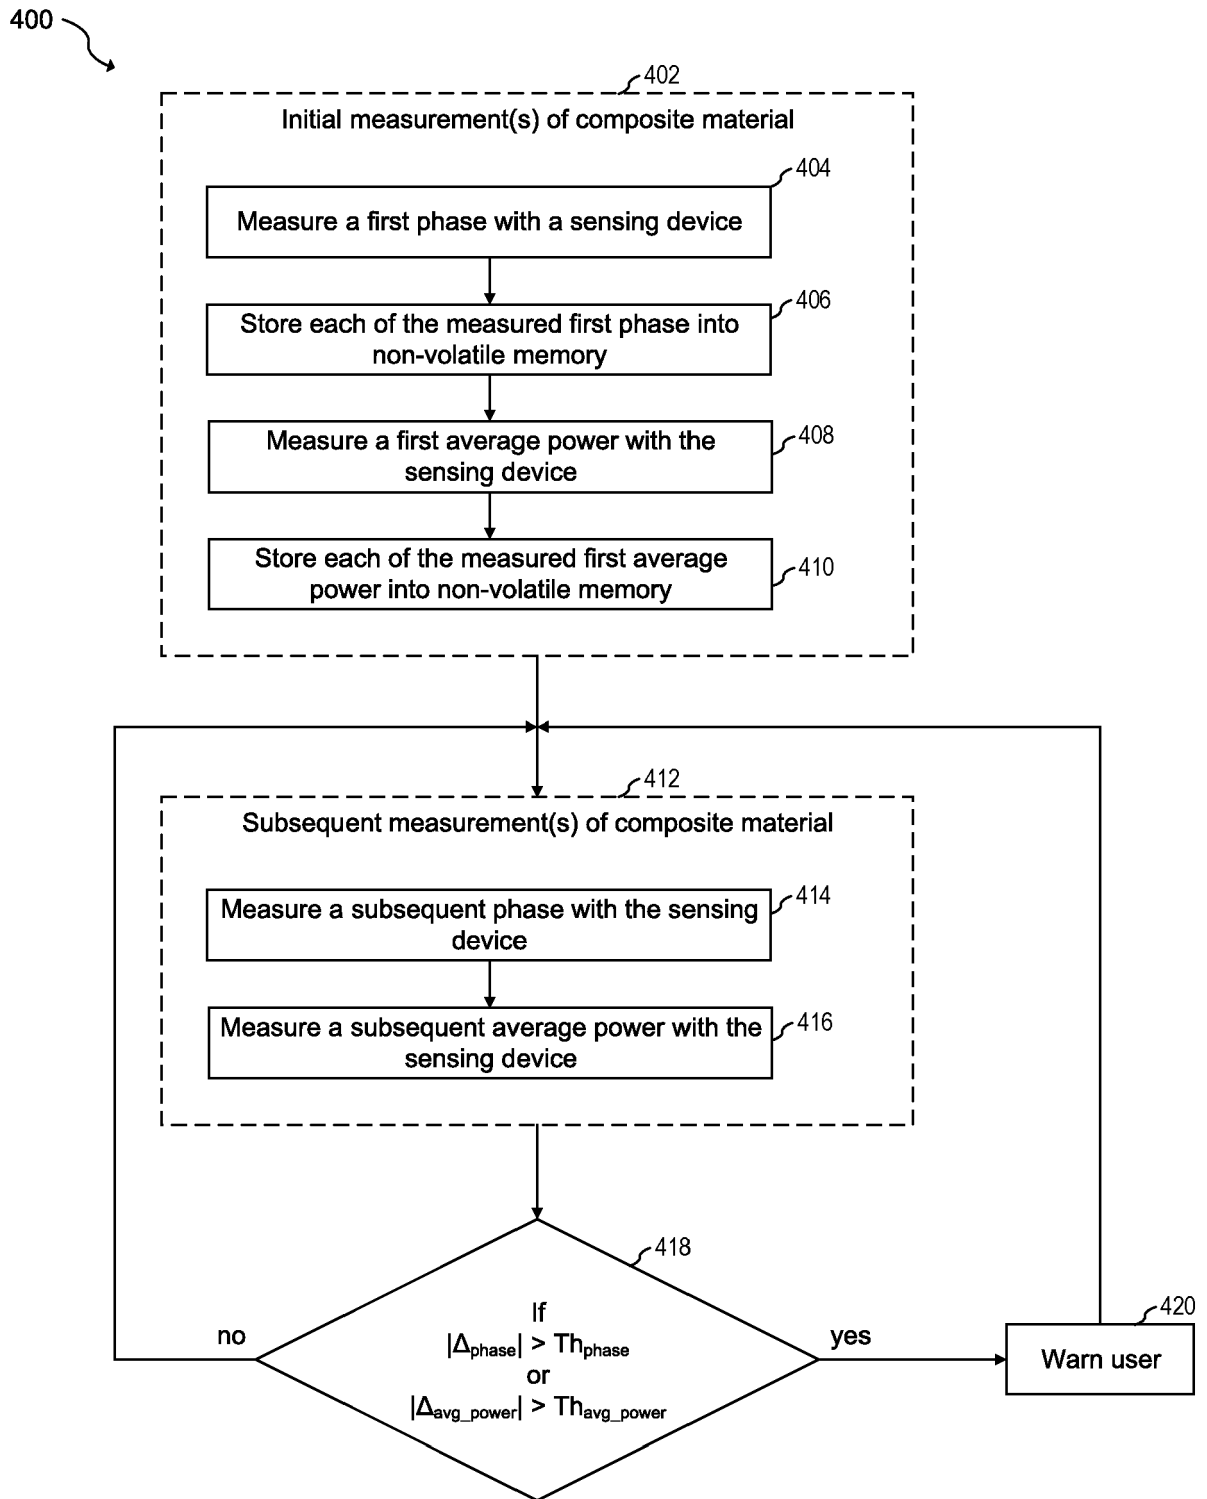 400
402
Initial measurement(s) of composite material
404
Measure a first phase with a sensing device
406
Store each of the measured first phase into
non-volatile memory
408
Measure a first average power with the
sensing device
410
Store each of the measured first average
power into non-volatile memory
412
Subsequent measurement(s) of composite material
414
Measure a subsequent phase with the sensing
device
416
Measure a subsequent average power with the
sensing device
418
If
|Δphase| > Thphase
or
|Δavg_power| > Thavg_power
no
yes
420
Warn user